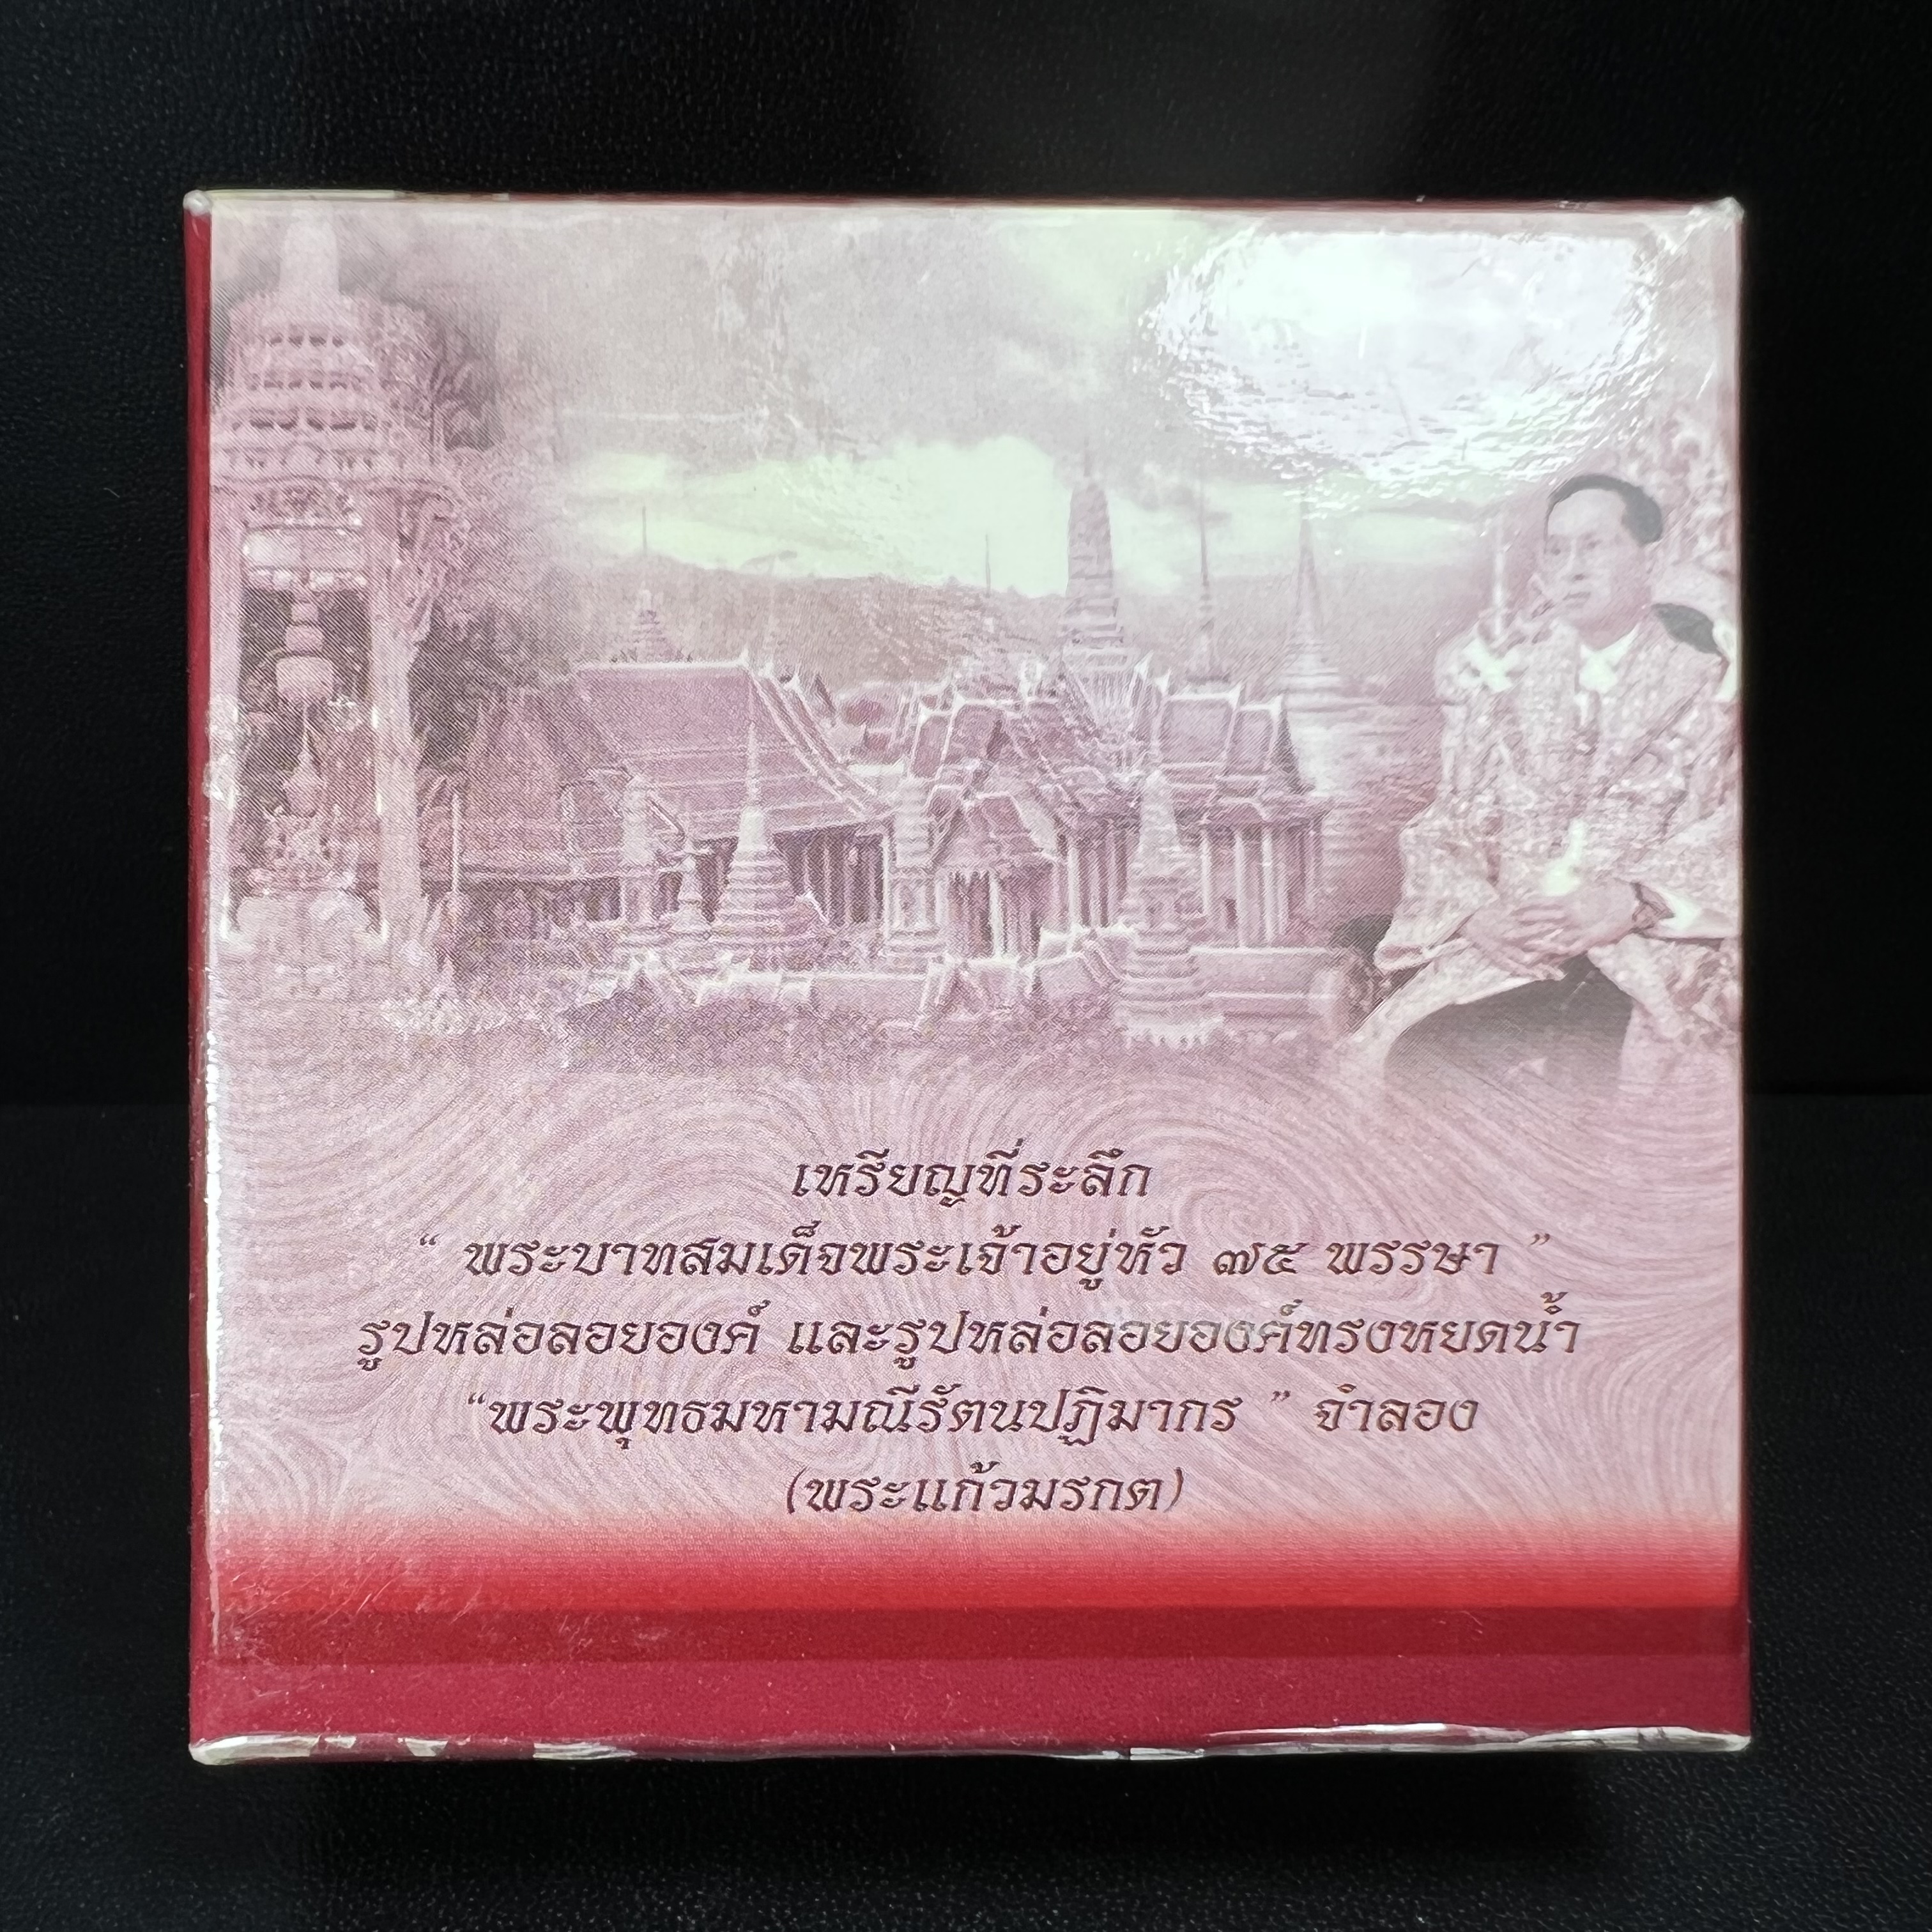 เหรียญที่ระลึก
“ พระบาทสมเด็จพระเจ้าอยู่หัว ๗๕ พรรษา ”
รูปหล่อลอยองค์ และรูปหล่อลอยองค์ทรงหยดน้ำ
“พระพุทธมหามณีรัตนปฏิมากร ” จำลอง
(พระแก้วมรกต)